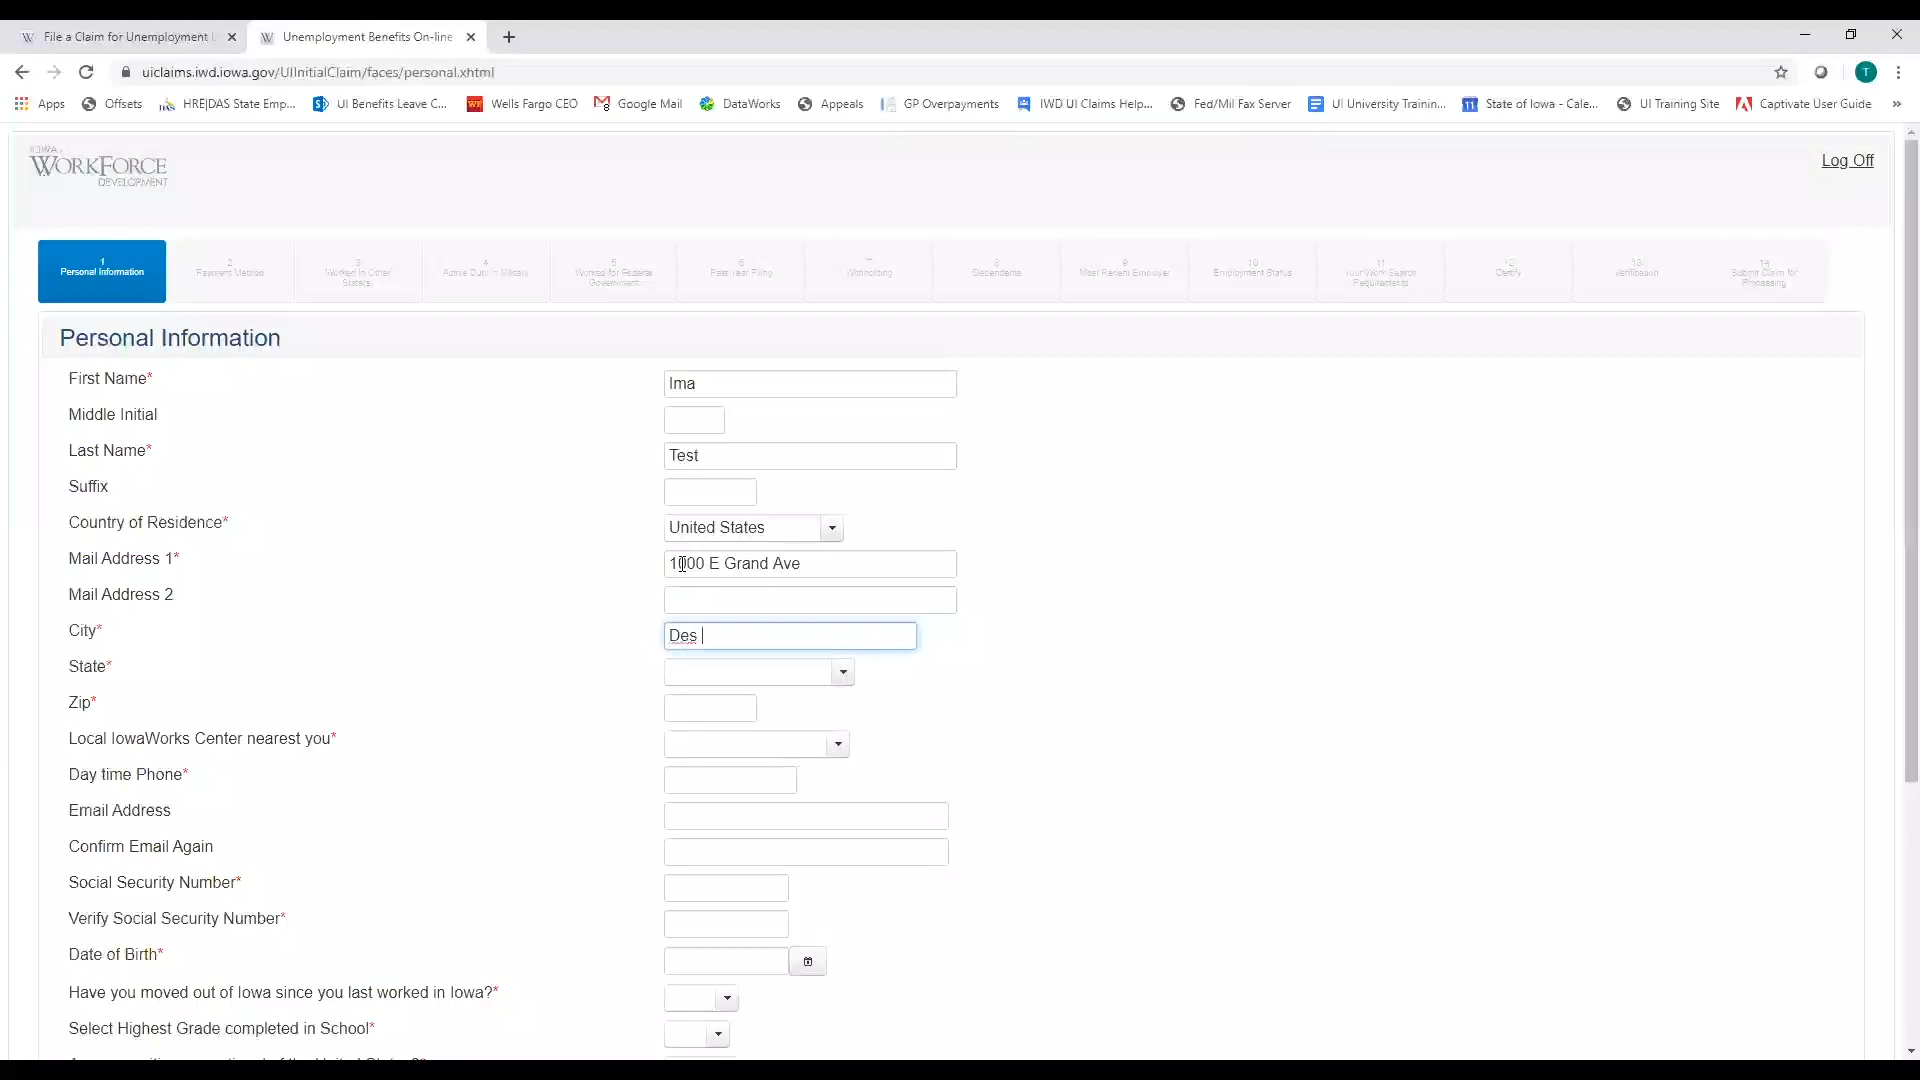 File a Claim for Unemployment
Unemployment Benefits On-line
uiclaims.iwd.iowa.gov/UIInitialClaim/faces/personal.xhtml
T
Apps
Offsets
HRE|DAS State Emp...
UI Benefits Leave C...
Wells Fargo CEO
Google Mail
DataWorks
Appeals
GP Overpayments
IWD UI Claims Help...
Fed/Mil Fax Server
UI University Trainin...
State of Iowa - Cale...
UI Training Site
Captivate User Guide
IOWA
WORKFORCE
DEVELOPMENT
Log Off
1
Personal Information
2
Payment Method
3
Worked in Other
States
4
Active Duty in Military
5
Worked for Federal
Government
6
Past Year Filing
7
Withholding
8
Dependents
9
Most Recent Employer
10
Employment Status
11
Your Work Search
Requirements
12
Certify
13
Verification
14
Submit Claim for
Processing
Personal Information
First Name*
Ima
Middle Initial
Last Name*
Test
Suffix
Country of Residence*
United States
Mail Address 1*
1000 E Grand Ave
Mail Address 2
City*
Des
State*
Zip*
Local IowaWorks Center nearest you*
Day time Phone*
Email Address
Confirm Email Again
Social Security Number*
Verify Social Security Number*
Date of Birth*
Have you moved out of Iowa since you last worked in Iowa?*
Select Highest Grade completed in School*